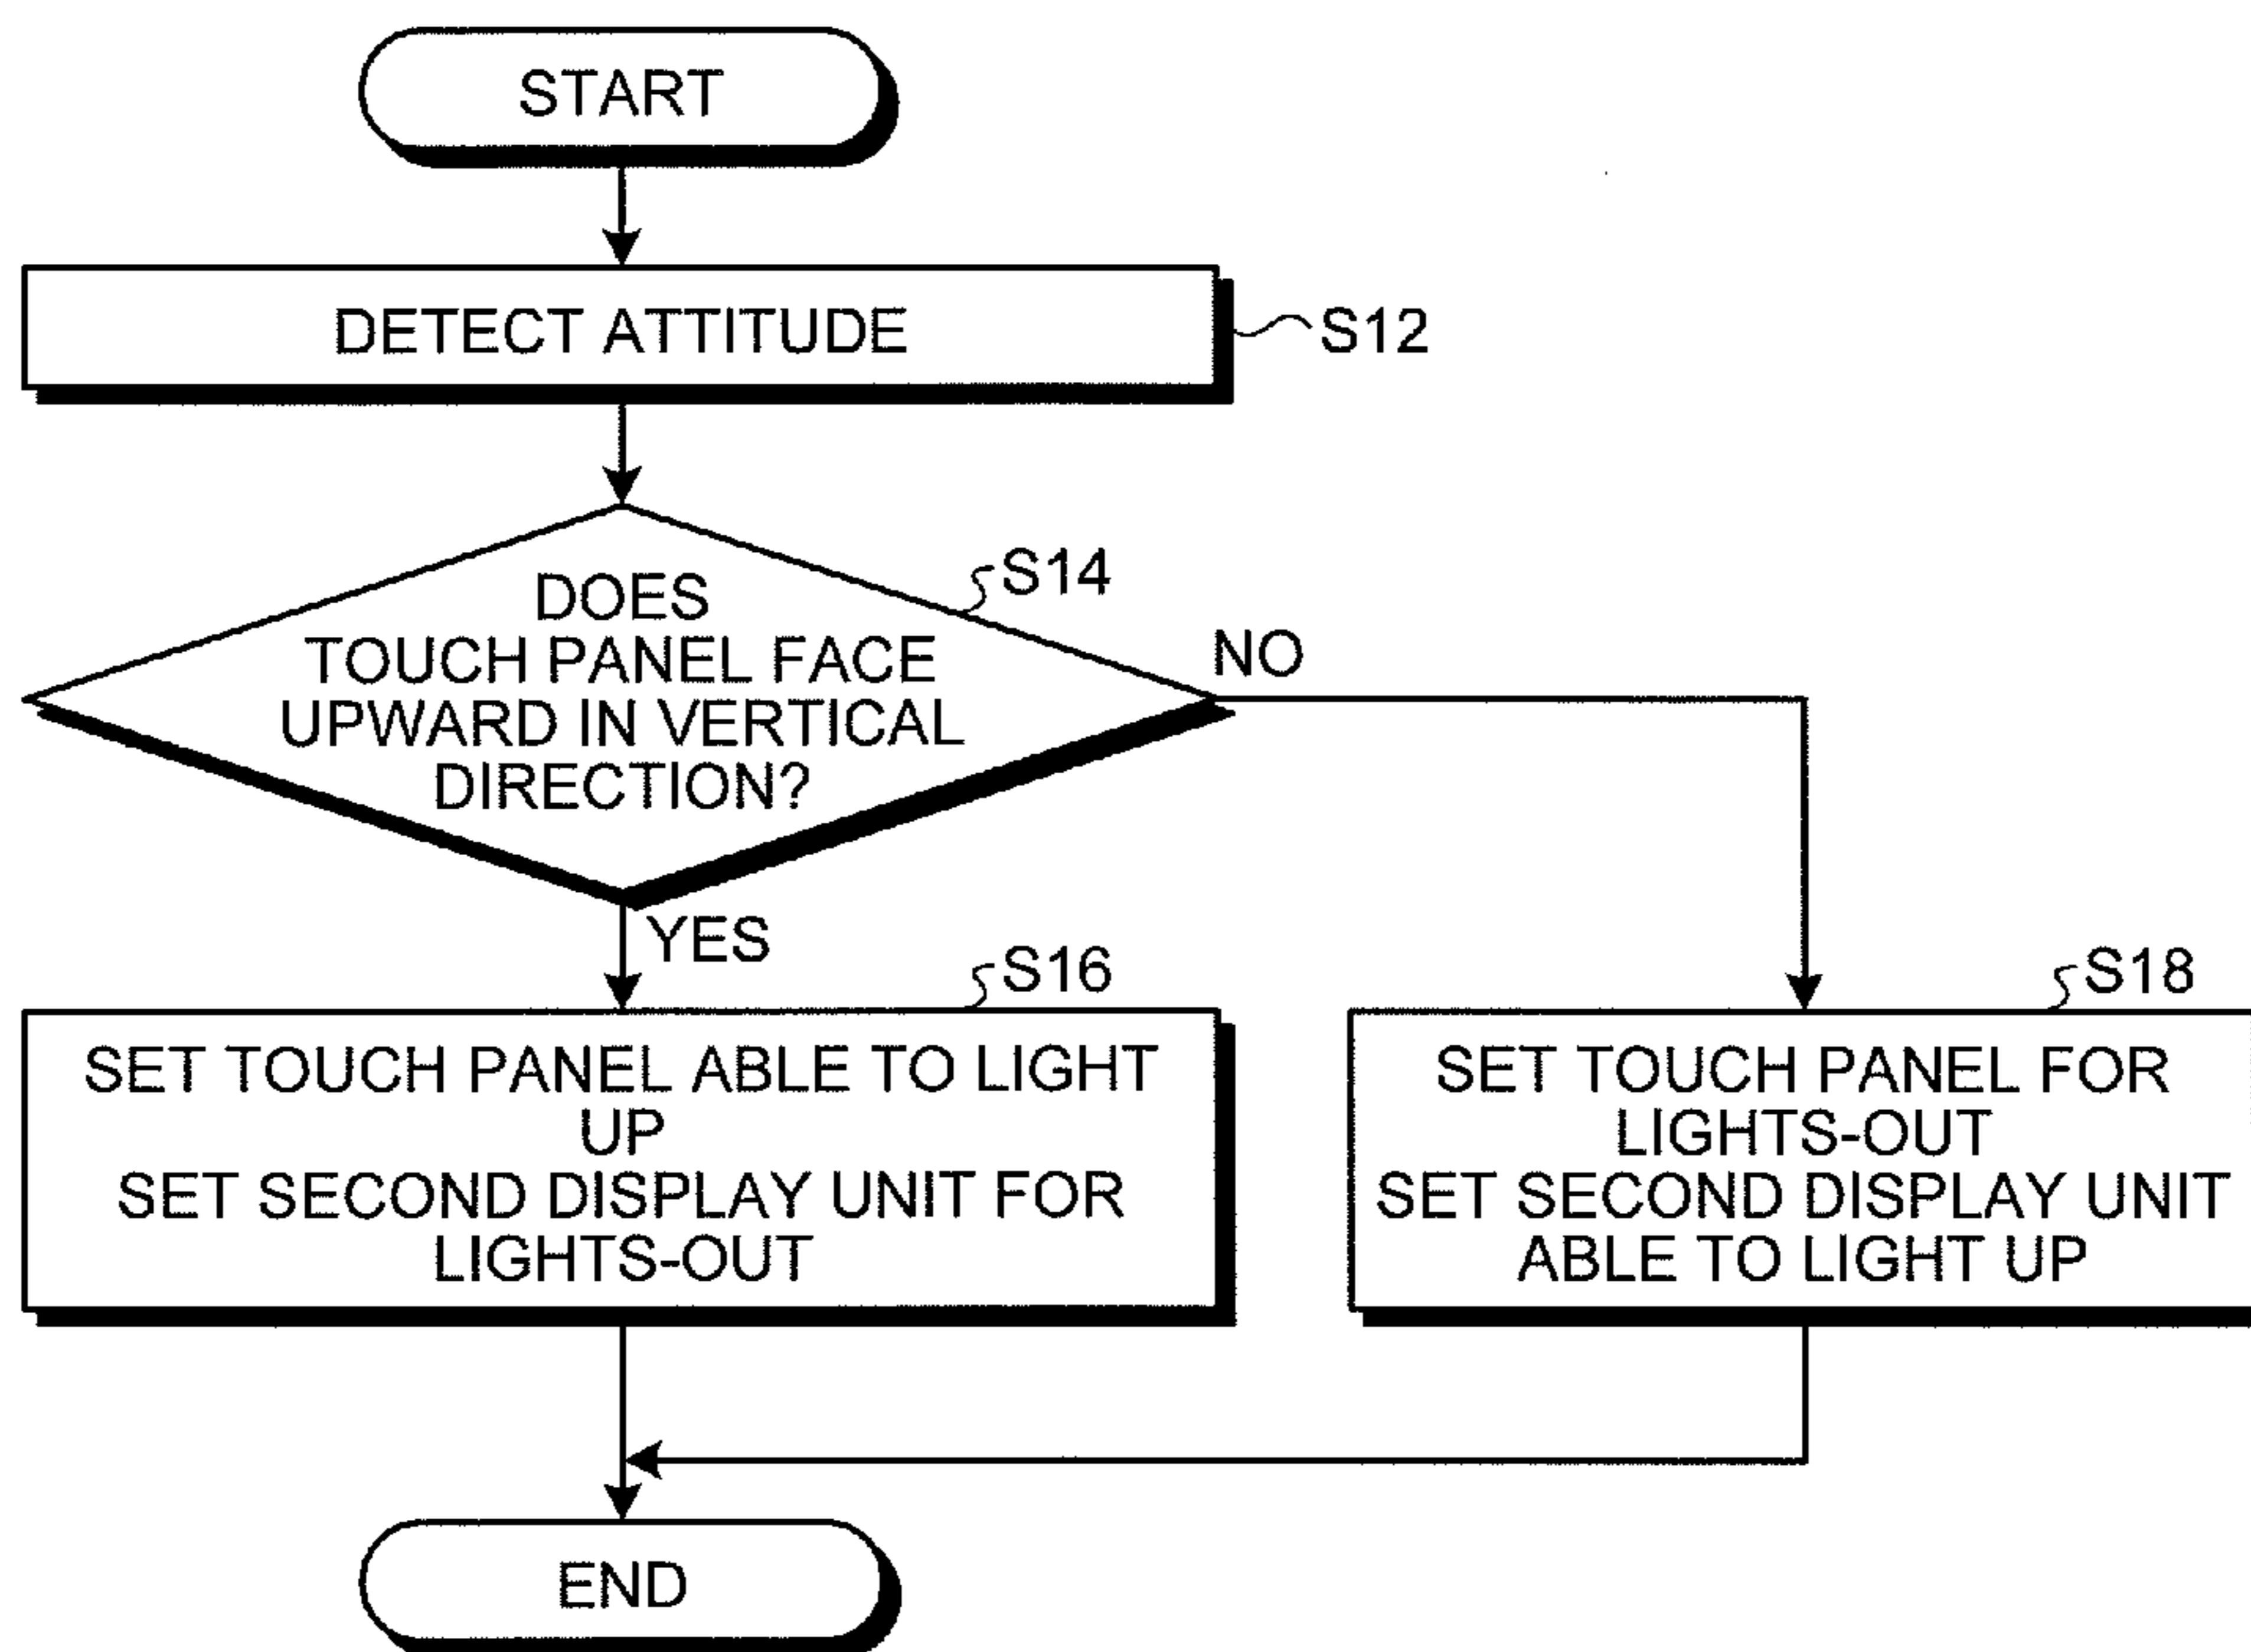 START
DETECT ATTITUDE
S12
DOES
TOUCH PANEL FACE
UPWARD IN VERTICAL
DIRECTION?
S14
NO
YES
S16
SET TOUCH PANEL ABLE TO LIGHT
UP
SET SECOND DISPLAY UNIT FOR
LIGHTS-OUT
S18
SET TOUCH PANEL FOR
LIGHTS-OUT
SET SECOND DISPLAY UNIT
ABLE TO LIGHT UP
END